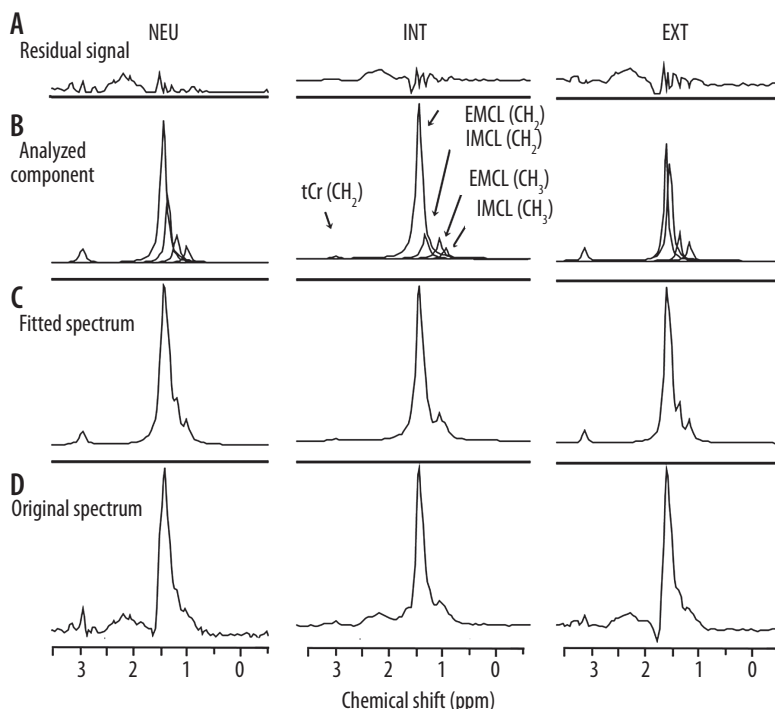 A
NEU INT EXT
Residual signal
B
Analyzed
component
EMCL (CH₂)
IMCL (CH₂)
EMCL (CH₃)
IMCL (CH₃)
tCr (CH₂)
C
Fitted spectrum
D
Original spectrum
3 2 1 0 3 2 1 0 3 2 1 0
Chemical shift (ppm)